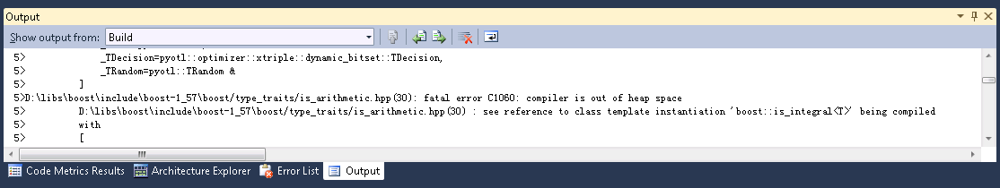 Output
Show output from: Build
5> _TDecision=pyotl::optimizer::xtriple::dynamic_bitset::TDecision,
5> _TRandom=pyotl::TRandom &
5> ]
5>D:\libs\boost\include\boost-1_57\boost/type_traits/is_arithmetic.hpp(30): fatal error C1060: compiler is out of heap space
5> D:\libs\boost\include\boost-1_57\boost/type_traits/is_arithmetic.hpp(30) : see reference to class template instantiation 'boost::is_integral<T>' being compiled
5> with
5> [
Code Metrics Results Architecture Explorer Error List Output